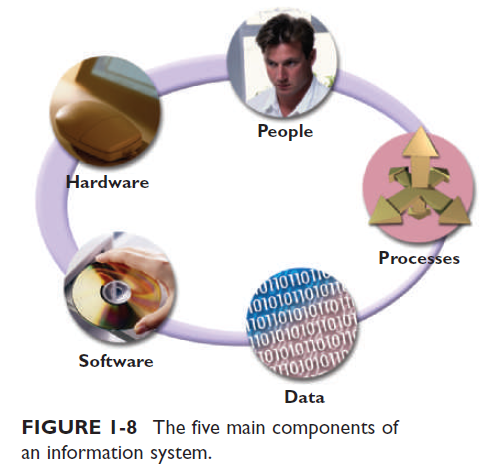 People
Hardware
Processes
Software
Data
FIGURE 1-8 The five main components of
an information system.